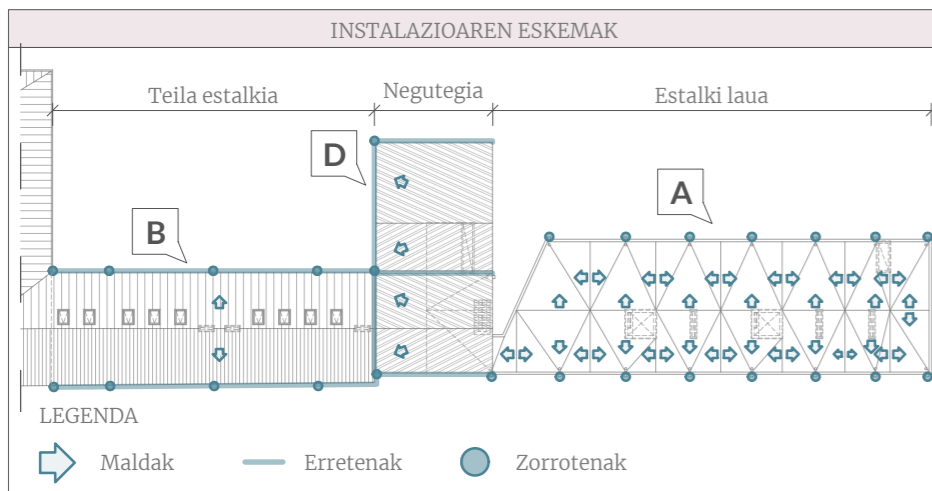 INSTALAZIOAREN ESKEMAK
Teila estalkia
Negutegia
Estalki laua
D
A
B
LEGENDA
Maldak
Erretenak
Zorrotenak